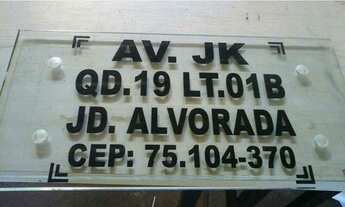 AV. JK
QD.19 LT.01B
JD. ALVORADA
CEP: 75.104-370